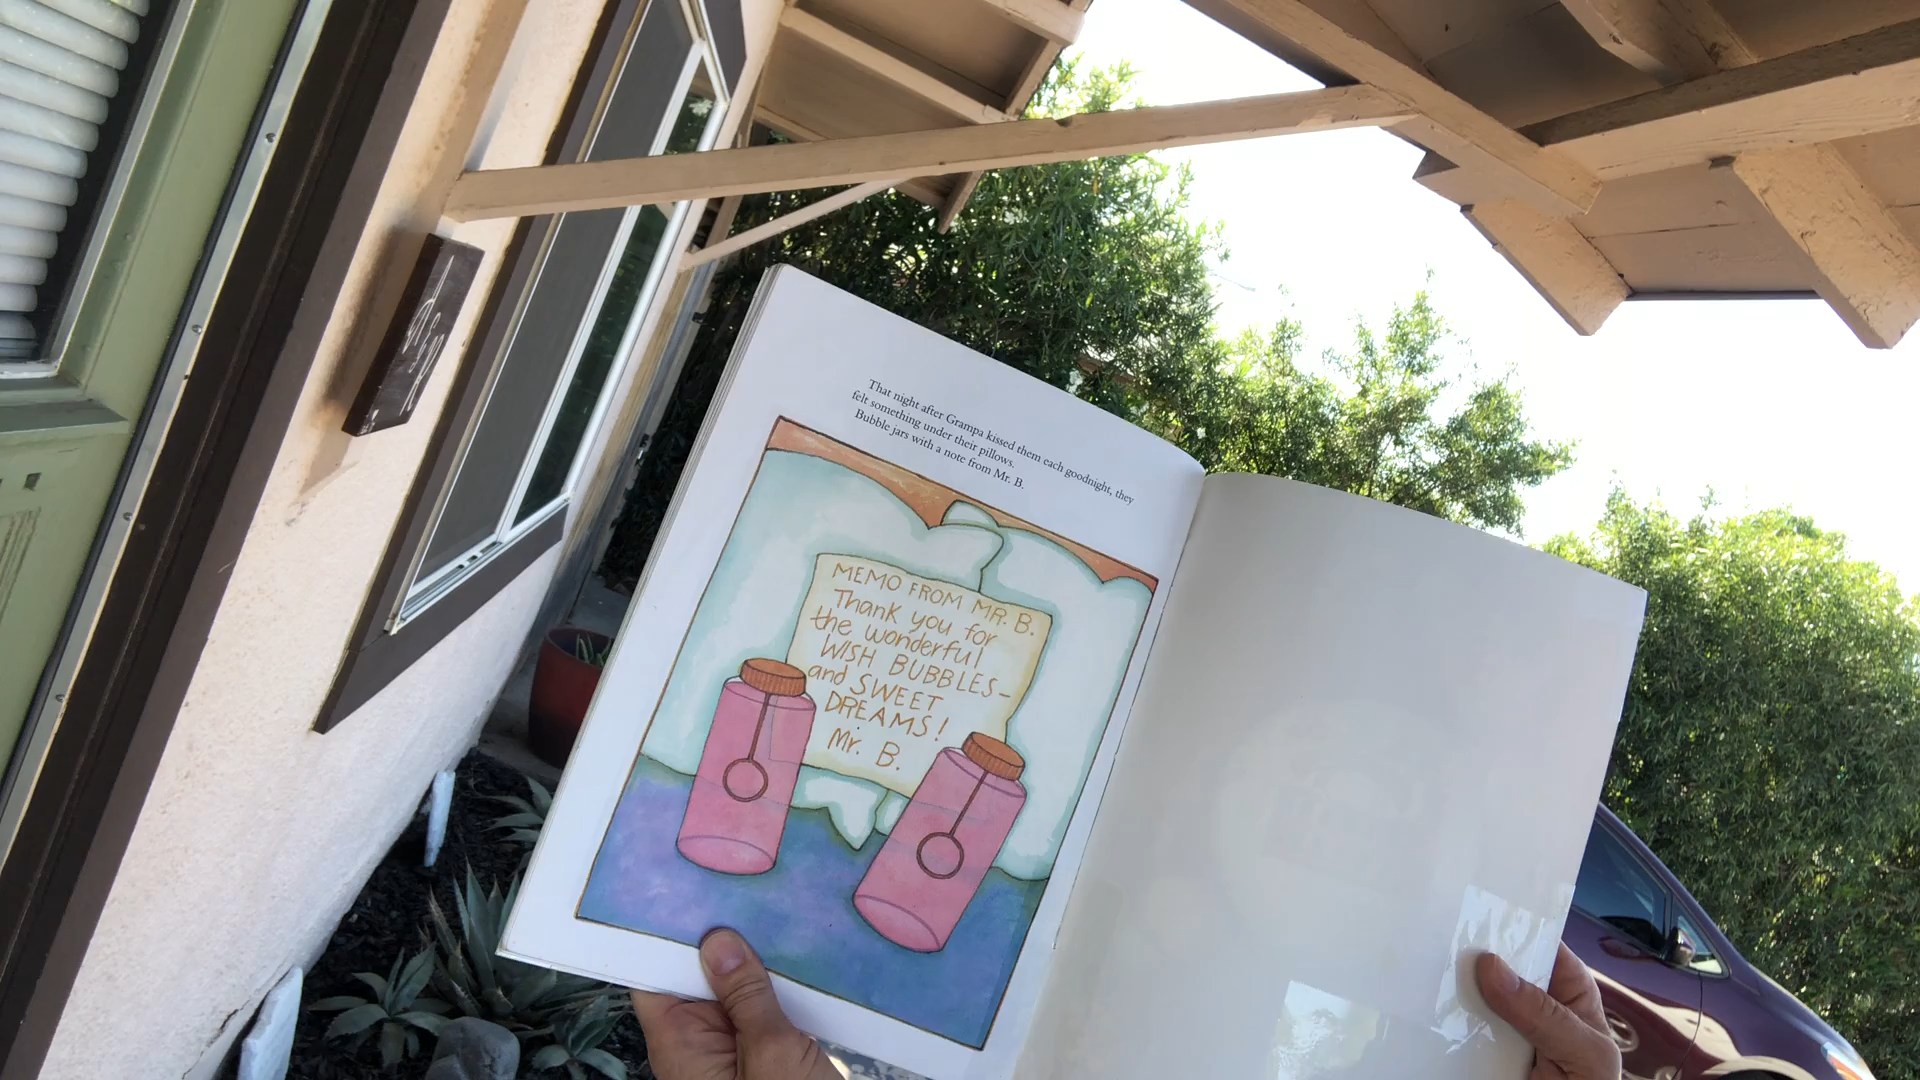 That night after Grampa kissed them each goodnight, they
felt something under their pillows.
Bubble jars with a note from Mr. B.
MEMO FROM MR. B.
Thank you for
the wonderful
WISH BUBBLES-
and SWEET
DREAMS!
Mr. B.